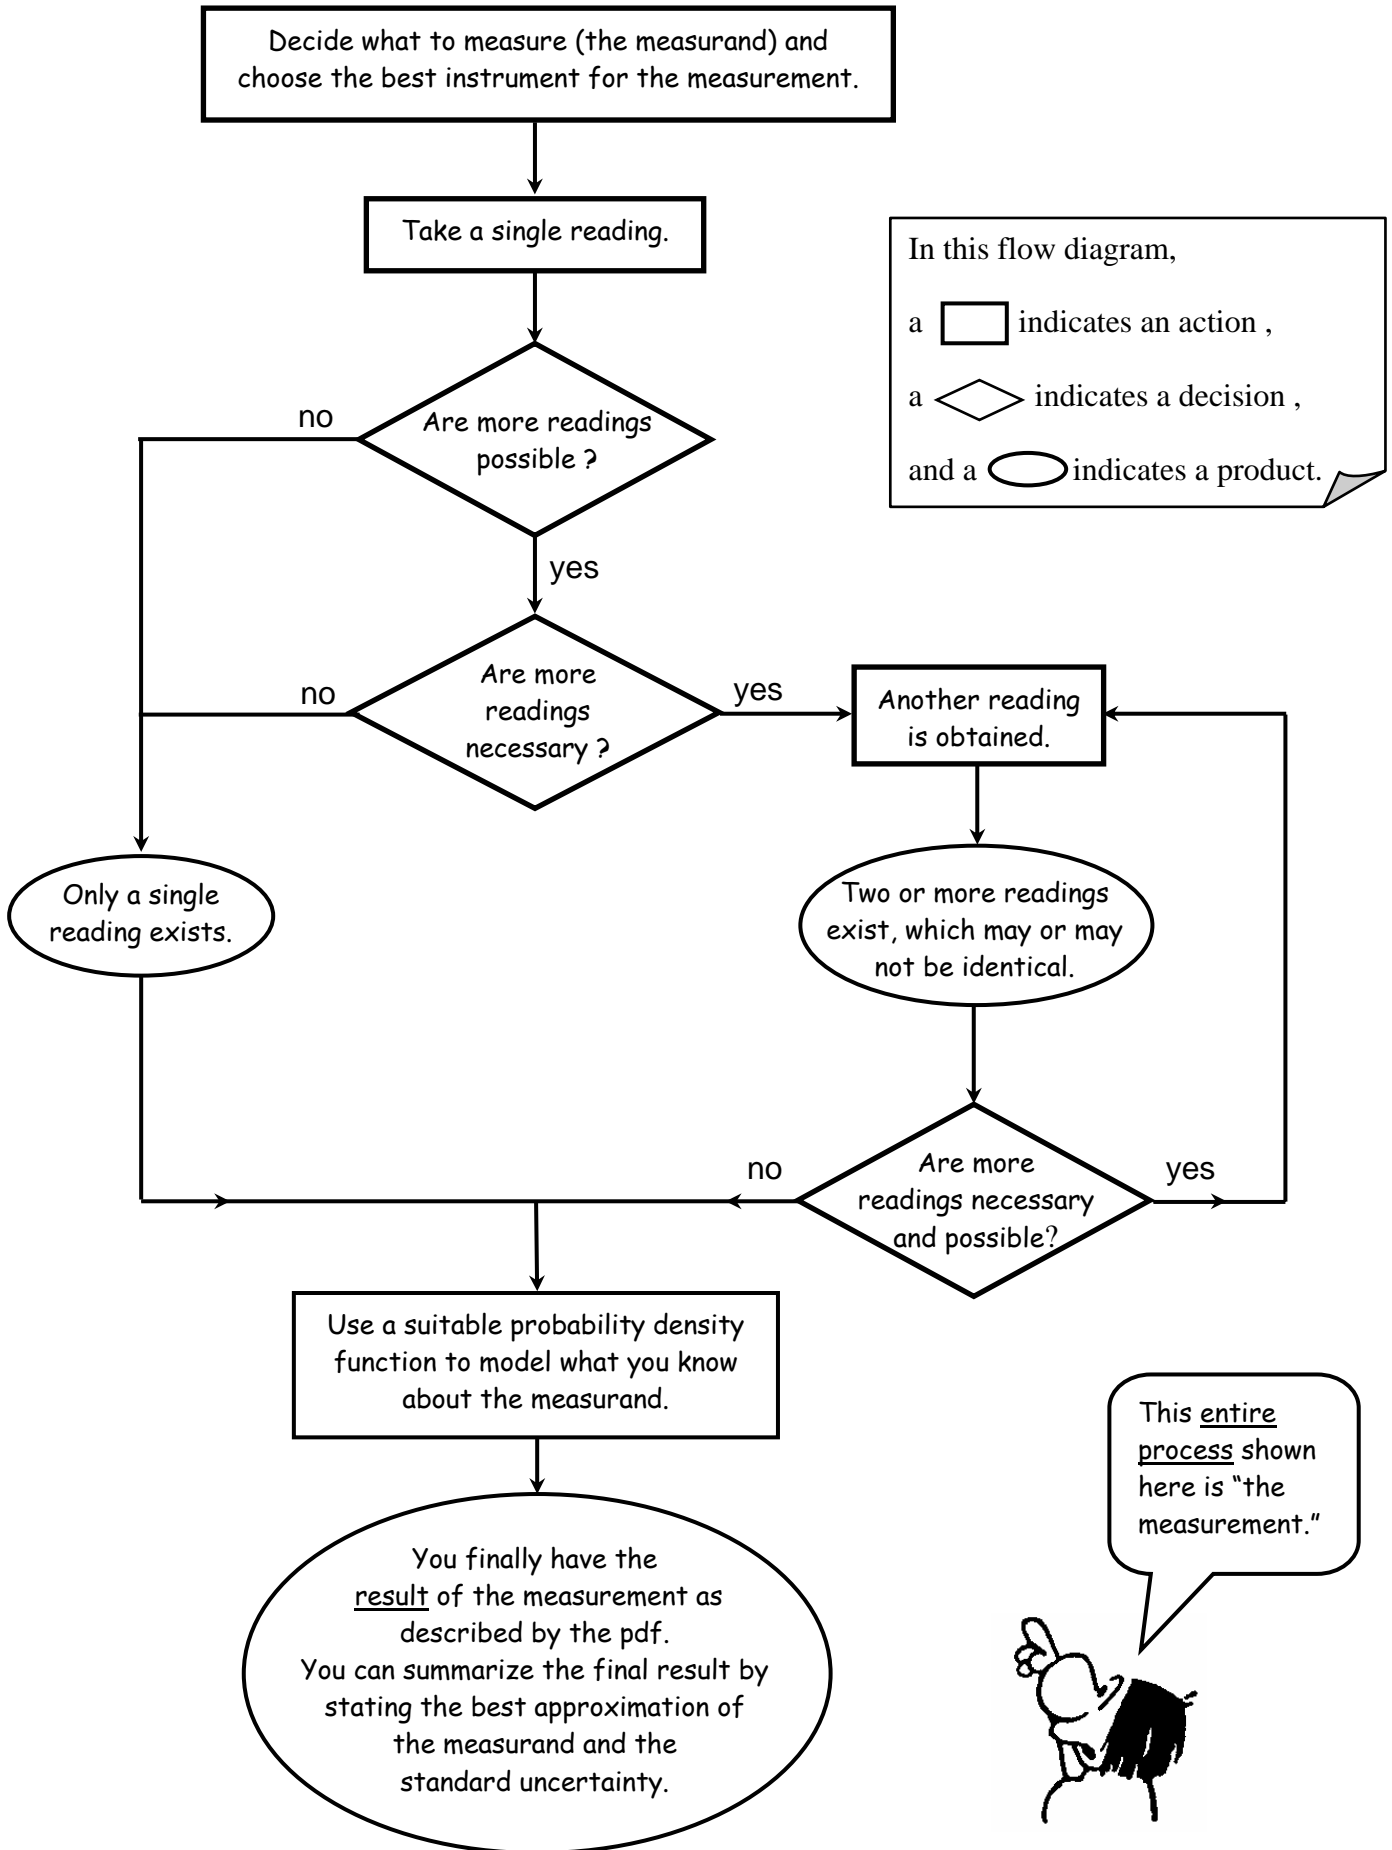 Decide what to measure (the measurand) and
choose the best instrument for the measurement.
Take a single reading.
In this flow diagram,
a indicates an action ,
a indicates a decision ,
and a indicates a product.
no
Are more readings
possible ?
yes
no
Are more
readings
necessary ?
yes
Another reading
is obtained.
Only a single
reading exists.
Two or more readings
exist, which may or may
not be identical.
no
Are more
readings necessary
and possible?
yes
Use a suitable probability density
function to model what you know
about the measurand.
This entire
process shown
here is “the
measurement.”
You finally have the
result of the measurement as
described by the pdf.
You can summarize the final result by
stating the best approximation of
the measurand and the
standard uncertainty.